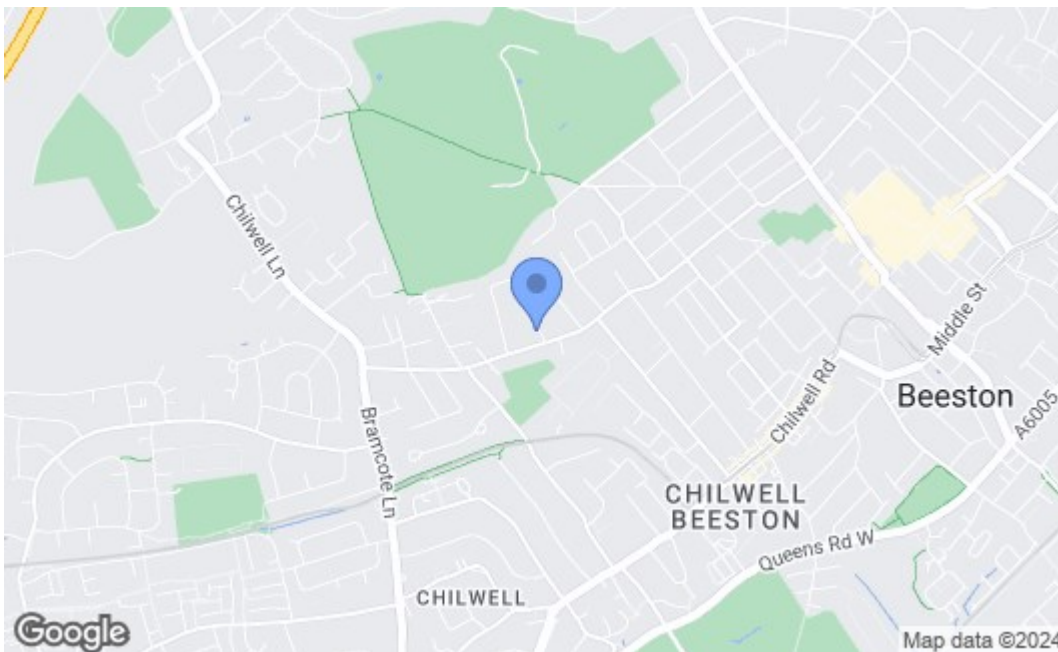 Chilwell Ln
Middle St
Chilwell Rd
Beeston
A6005
Bramcote Ln
CHILWELL
BEESTON
Queens Rd W
CHILWELL
Google
Map data ©2024